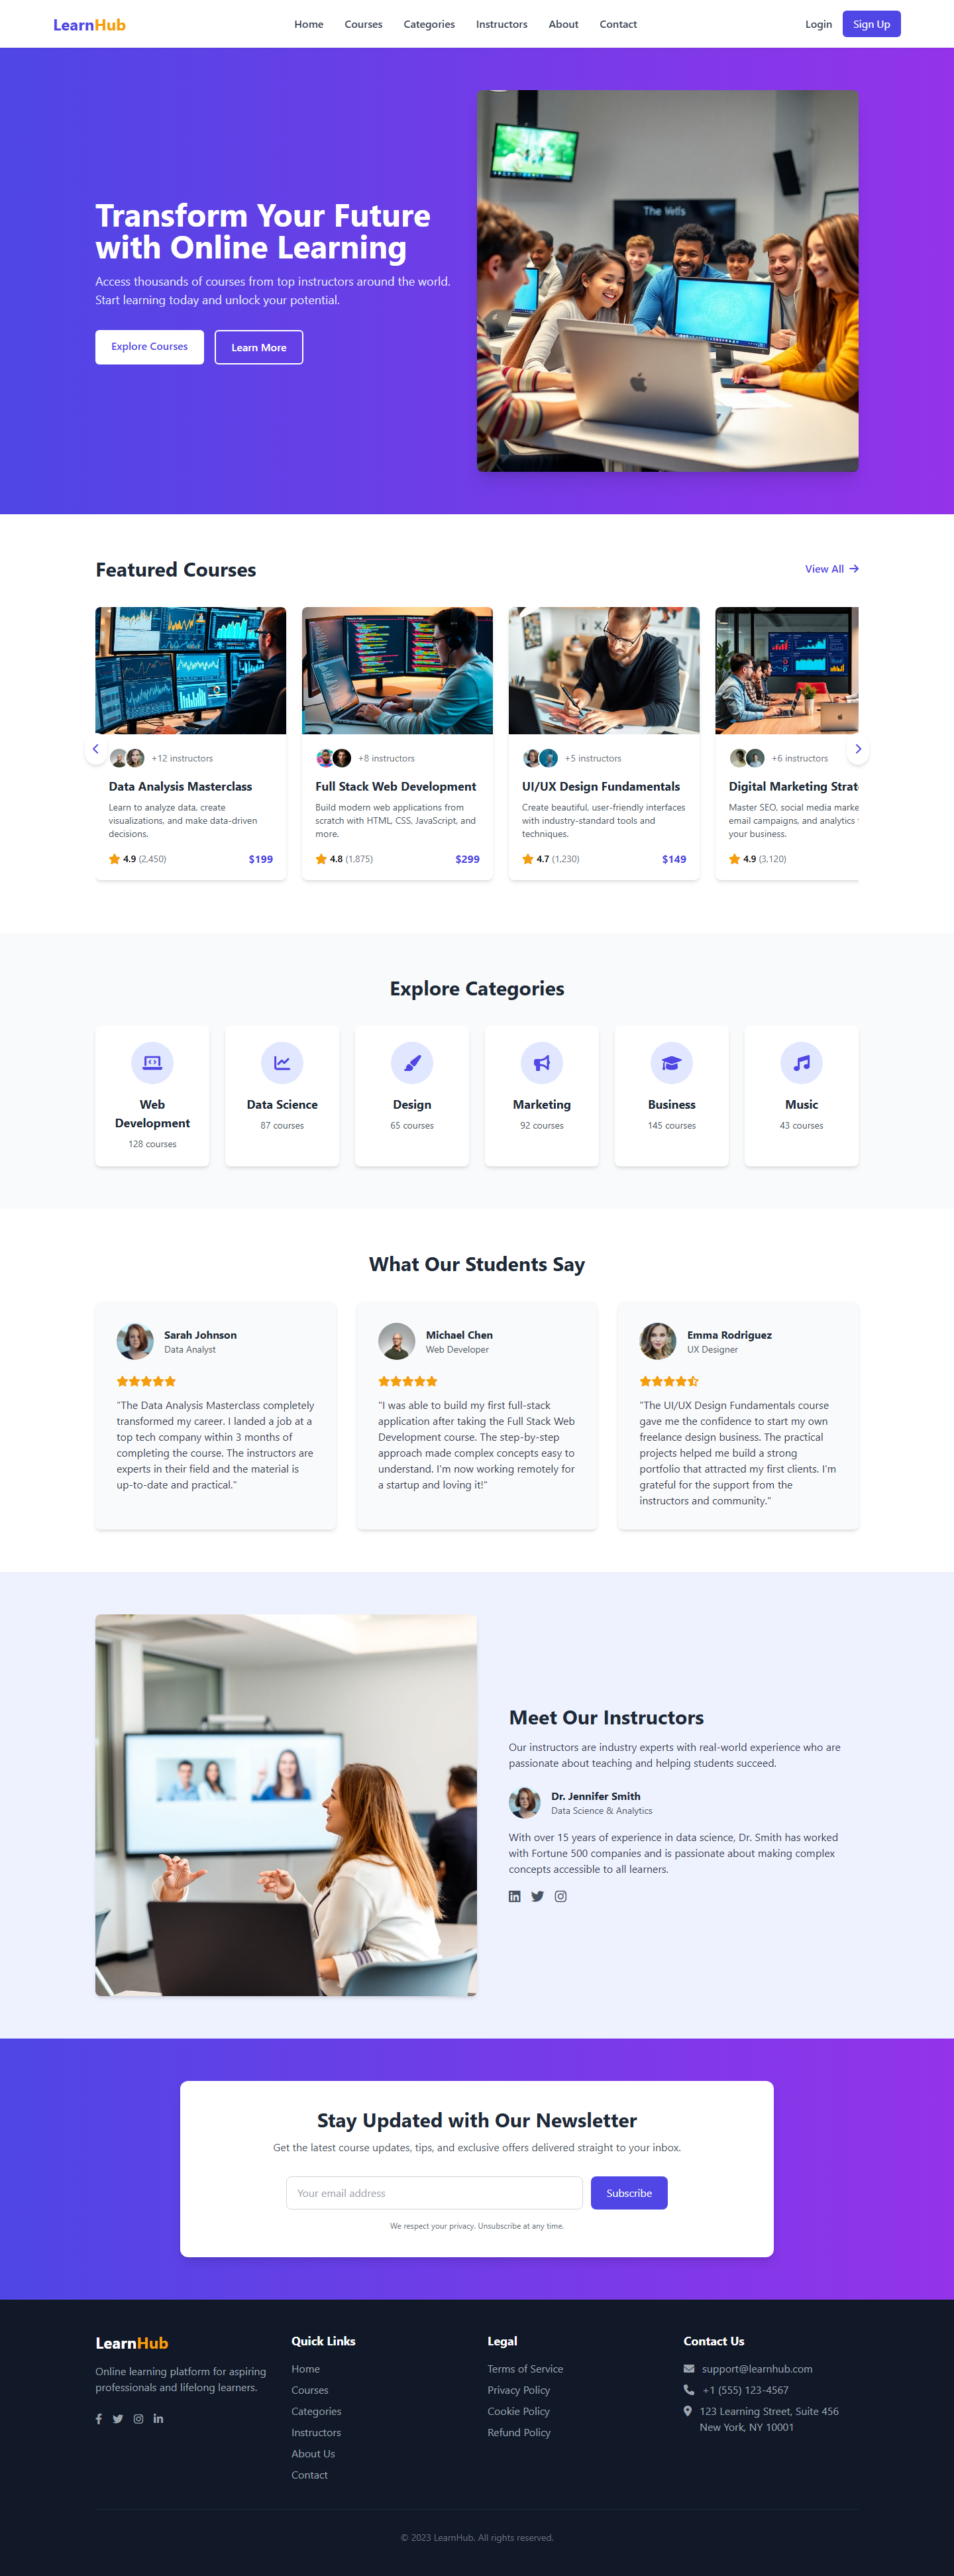 LearnHub
Home
Courses
Categories
Instructors
About
Contact
Login
Sign Up
Transform Your Future
with Online Learning
Access thousands of courses from top instructors around the world.
Start learning today and unlock your potential.
Explore Courses
Learn More
Featured Courses
View All
+12 instructors
Data Analysis Masterclass
Learn to analyze data, create
visualizations, and make data-driven
decisions.
4.9 (2,450)
$199
+8 instructors
Full Stack Web Development
Build modern web applications from
scratch with HTML, CSS, JavaScript, and
more.
4.8 (1,875)
$299
+5 instructors
UI/UX Design Fundamentals
Create beautiful, user-friendly interfaces
with industry-standard tools and
techniques.
4.7 (1,230)
$149
+6 instructors
Digital Marketing Strat
Master SEO, social media marke
email campaigns, and analytics
your business.
4.9 (3,120)
Explore Categories
Web
Development
128 courses
Data Science
87 courses
Design
65 courses
Marketing
92 courses
Business
145 courses
Music
43 courses
What Our Students Say
Sarah Johnson
Data Analyst
"The Data Analysis Masterclass completely
transformed my career. I landed a job at a
top tech company within 3 months of
completing the course. The instructors are
experts in their field and the material is
up-to-date and practical."
Michael Chen
Web Developer
"I was able to build my first full-stack
application after taking the Full Stack Web
Development course. The step-by-step
approach made complex concepts easy to
understand. I'm now working remotely for
a startup and loving it!"
Emma Rodriguez
UX Designer
"The UI/UX Design Fundamentals course
gave me the confidence to start my own
freelance design business. The practical
projects helped me build a strong
portfolio that attracted my first clients. I'm
grateful for the support from the
instructors and community."
Meet Our Instructors
Our instructors are industry experts with real-world experience who are
passionate about teaching and helping students succeed.
Dr. Jennifer Smith
Data Science & Analytics
With over 15 years of experience in data science, Dr. Smith has worked
with Fortune 500 companies and is passionate about making complex
concepts accessible to all learners.
Stay Updated with Our Newsletter
Get the latest course updates, tips, and exclusive offers delivered straight to your inbox.
Your email address
Subscribe
We respect your privacy. Unsubscribe at any time.
LearnHub
Online learning platform for aspiring
professionals and lifelong learners.
Quick Links
Home
Courses
Categories
Instructors
About Us
Contact
Legal
Terms of Service
Privacy Policy
Cookie Policy
Refund Policy
Contact Us
support@learnhub.com
+1 (555) 123-4567
123 Learning Street, Suite 456
New York, NY 10001
© 2023 LearnHub. All rights reserved.